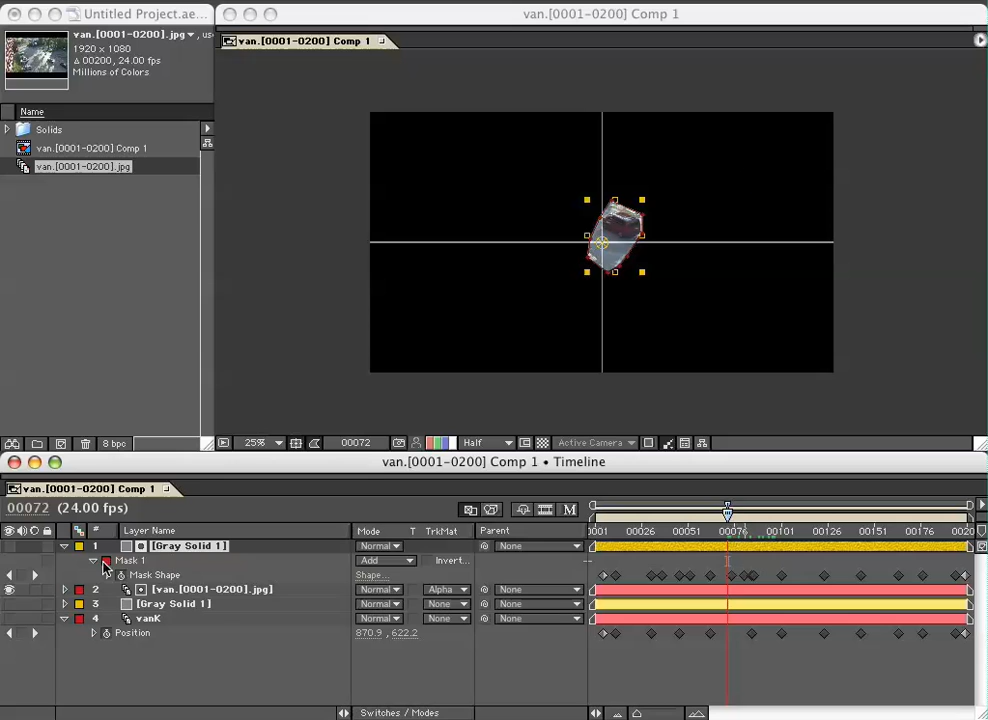 Untitled Project.ae...
van.[0001-0200] Comp 1
van.[0001-0200].jpg▾, us
1920 x 1080
Δ 00200, 24.00 fps
Millions of Colors
van.[0001-0200] Comp 1
Name
Solids
van.[0001-0200] Comp 1
van.[0001-0200].jpg
8 bpc
25%
00072
Half
Active Camera
van.[0001-0200] Comp 1 • Timeline
van.[0001-0200] Comp 1
00072 (24.00 fps)
M
# Layer Name Mode T TrkMat Parent
0001 00026 00051 00076 00101 00126 00151 00176 0020
1 [Gray Solid 1] Normal None
Mask 1 Add Invert...
Mask Shape Shape...
2 [van.[0001-0200].jpg] Normal Alpha None
3 [Gray Solid 1] Normal None None
4 vanK Normal None None
Position 870.9 , 622.2
Switches / Modes